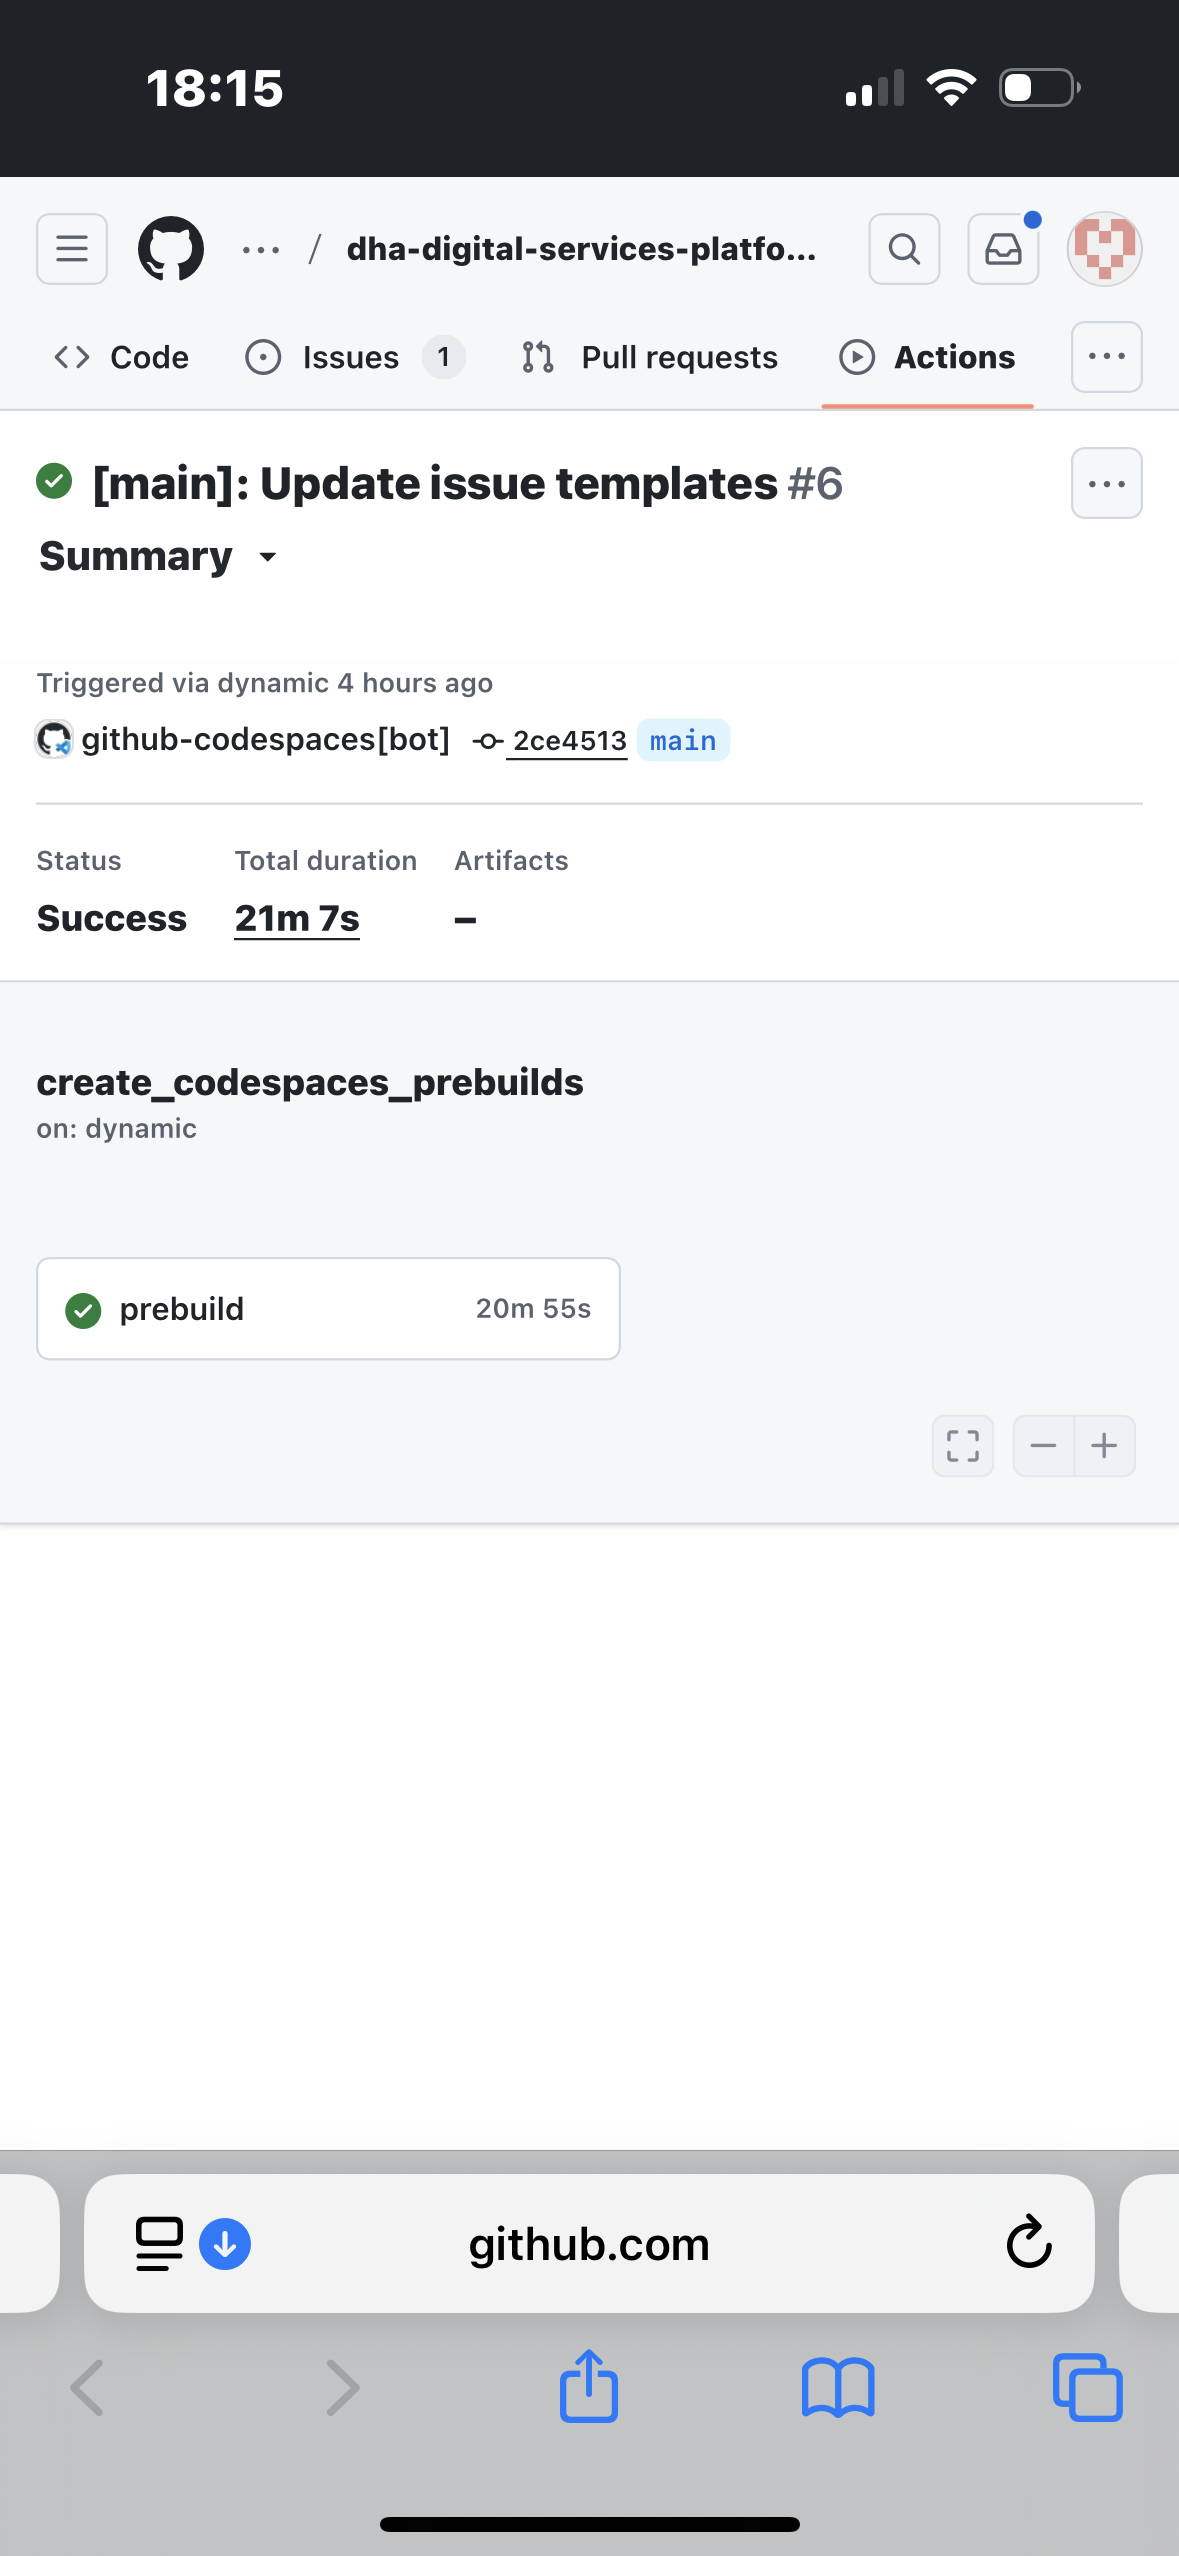 18:15
… / dha-digital-services-platfo...
Code Issues 1 Pull requests Actions
[main]: Update issue templates #6
Summary
Triggered via dynamic 4 hours ago
github-codespaces[bot] 2ce4513 main
Status Total duration Artifacts
Success 21m 7s –
create_codespaces_prebuilds
on: dynamic
prebuild 20m 55s
github.com